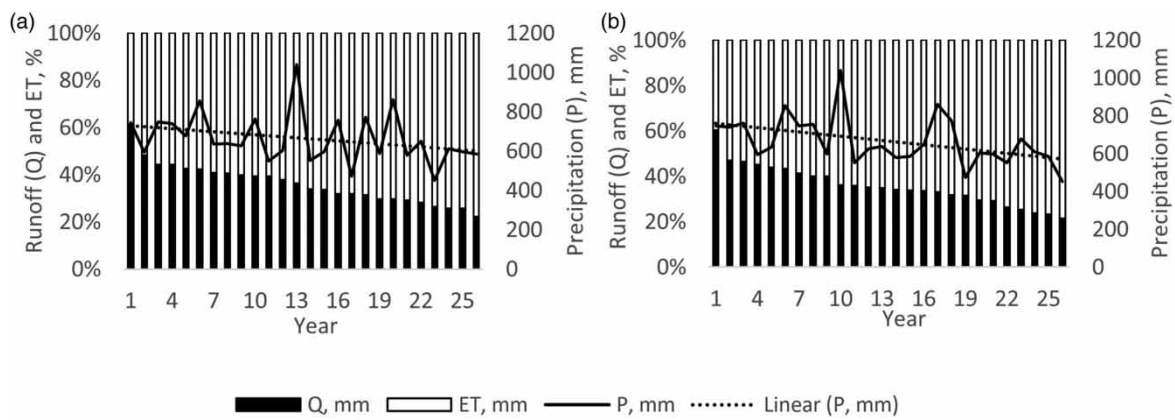 (a)
Runoff (Q) and ET, %
100%
80%
60%
40%
20%
0%
1 4 7 10 13 16 19 22 25
Year
1200
1000
800
600
400
200
0
Precipitation (P), mm
(b)
Runoff (Q) and ET, %
100%
80%
60%
40%
20%
0%
1 4 7 10 13 16 19 22 25
Year
1200
1000
800
600
400
200
0
Precipitation (P), mm
Q, mm ET, mm P, mm Linear (P, mm)